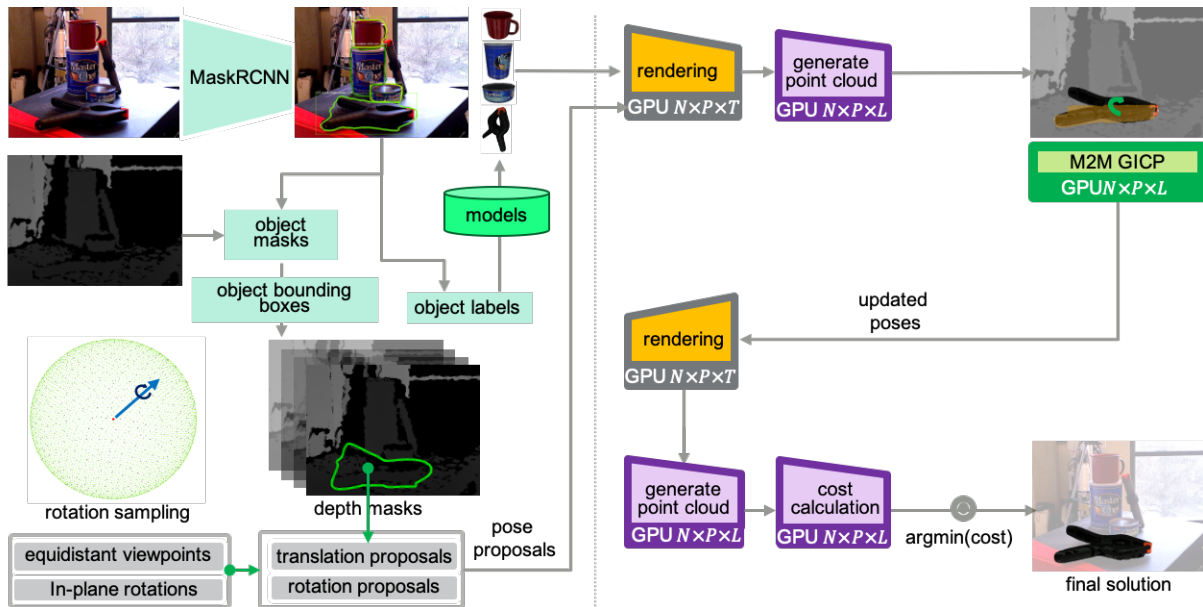 MaskRCNN
Master
Chef
object
masks
object bounding
boxes
models
object labels
rotation sampling
depth masks
equidistant viewpoints
In-plane rotations
translation proposals
rotation proposals
pose
proposals
rendering
GPU N×P×T
generate
point cloud
GPU N×P×L
M2M GICP
GPUN×P×L
updated
poses
rendering
GPU N×P×T
generate
point cloud
GPU N×P×L
cost
calculation
GPU N×P×L
argmin(cost)
final solution